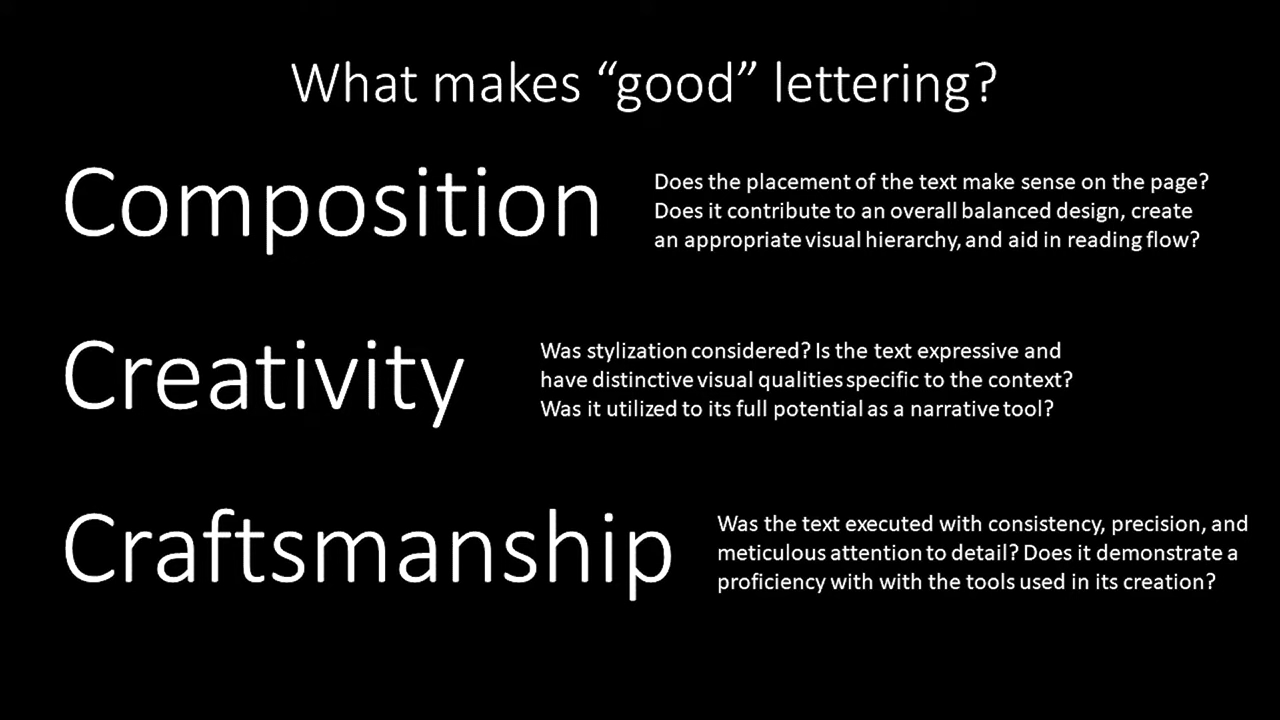 What makes “good” lettering?
Composition
Does the placement of the text make sense on the page?
Does it contribute to an overall balanced design, create
an appropriate visual hierarchy, and aid in reading flow?
Creativity
Was stylization considered? Is the text expressive and
have distinctive visual qualities specific to the context?
Was it utilized to its full potential as a narrative tool?
Craftsmanship
Was the text executed with consistency, precision, and
meticulous attention to detail? Does it demonstrate a
proficiency with with the tools used in its creation?